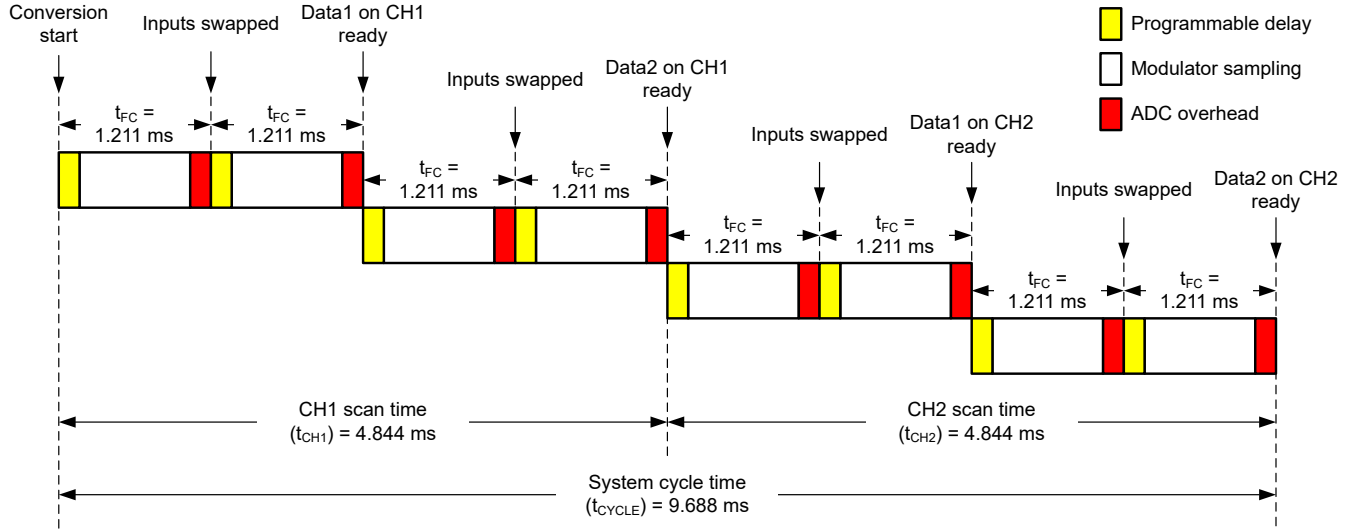 Conversion
start
Inputs swapped
Data1 on CH1
ready
Programmable delay
Modulator sampling
ADC overhead
Inputs swapped
Data2 on CH1
ready
Inputs swapped
Data1 on CH2
ready
Inputs swapped
Data2 on CH2
ready
tFC =
1.211 ms
tFC =
1.211 ms
tFC =
1.211 ms
tFC =
1.211 ms
tFC =
1.211 ms
tFC =
1.211 ms
tFC =
1.211 ms
tFC =
1.211 ms
CH1 scan time
(tCH1) = 4.844 ms
CH2 scan time
(tCH2) = 4.844 ms
System cycle time
(tCYCLE) = 9.688 ms